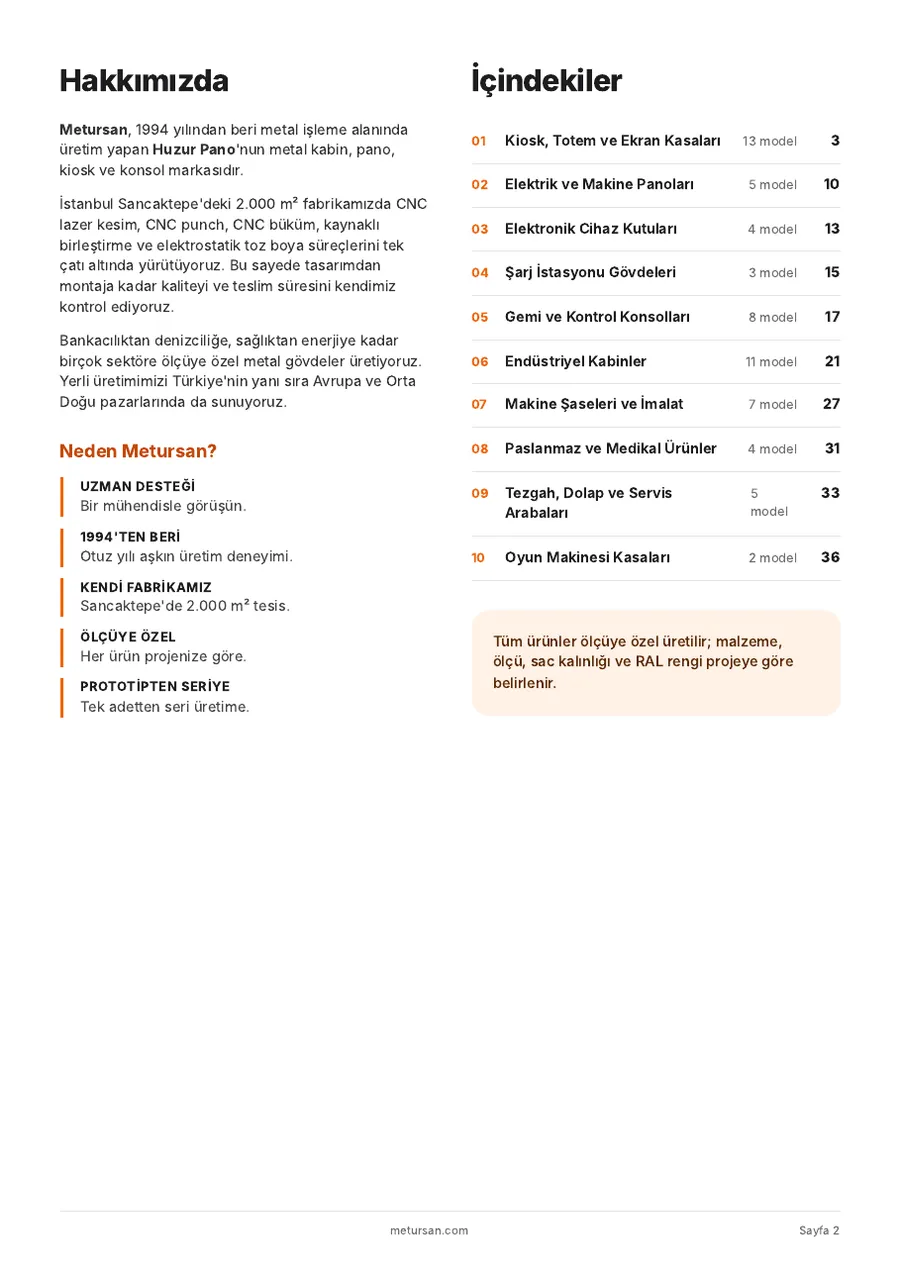 Hakkımızda
Metursan, 1994 yılından beri metal işleme alanında
üretim yapan Huzur Pano'nun metal kabin, pano,
kiosk ve konsol markasıdır.
İstanbul Sancaktepe'deki 2.000 m² fabrikamızda CNC
lazer kesim, CNC punch, CNC büküm, kaynaklı
birleştirme ve elektrostatik toz boya süreçlerini tek
çatı altında yürütüyoruz. Bu sayede tasarımdan
montaja kadar kaliteyi ve teslim süresini kendimiz
kontrol ediyoruz.
Bankacılıktan denizciliğe, sağlıktan enerjiye kadar
birçok sektöre ölçüye özel metal gövdeler üretiyoruz.
Yerli üretimimizi Türkiye'nin yanı sıra Avrupa ve Orta
Doğu pazarlarında da sunuyoruz.
Neden Metursan?
UZMAN DESTEĞİ
Bir mühendisle görüşün.
1994'TEN BERİ
Otuz yılı aşkın üretim deneyimi.
KENDİ FABRİKAMIZ
Sancaktepe'de 2.000 m² tesis.
ÖLÇÜYE ÖZEL
Her ürün projenize göre.
PROTOTİPTEN SERİYE
Tek adetten seri üretime.
İçindekiler
01 Kiosk, Totem ve Ekran Kasaları 13 model 3
02 Elektrik ve Makine Panoları 5 model 10
03 Elektronik Cihaz Kutuları 4 model 13
04 Şarj İstasyonu Gövdeleri 3 model 15
05 Gemi ve Kontrol Konsolları 8 model 17
06 Endüstriyel Kabinler 11 model 21
07 Makine Şaseleri ve İmalat 7 model 27
08 Paslanmaz ve Medikal Ürünler 4 model 31
09 Tezgah, Dolap ve Servis 5 33
Arabaları model
10 Oyun Makinesi Kasaları 2 model 36
Tüm ürünler ölçüye özel üretilir; malzeme,
ölçü, sac kalınlığı ve RAL rengi projeye göre
belirlenir.
metursan.com Sayfa 2